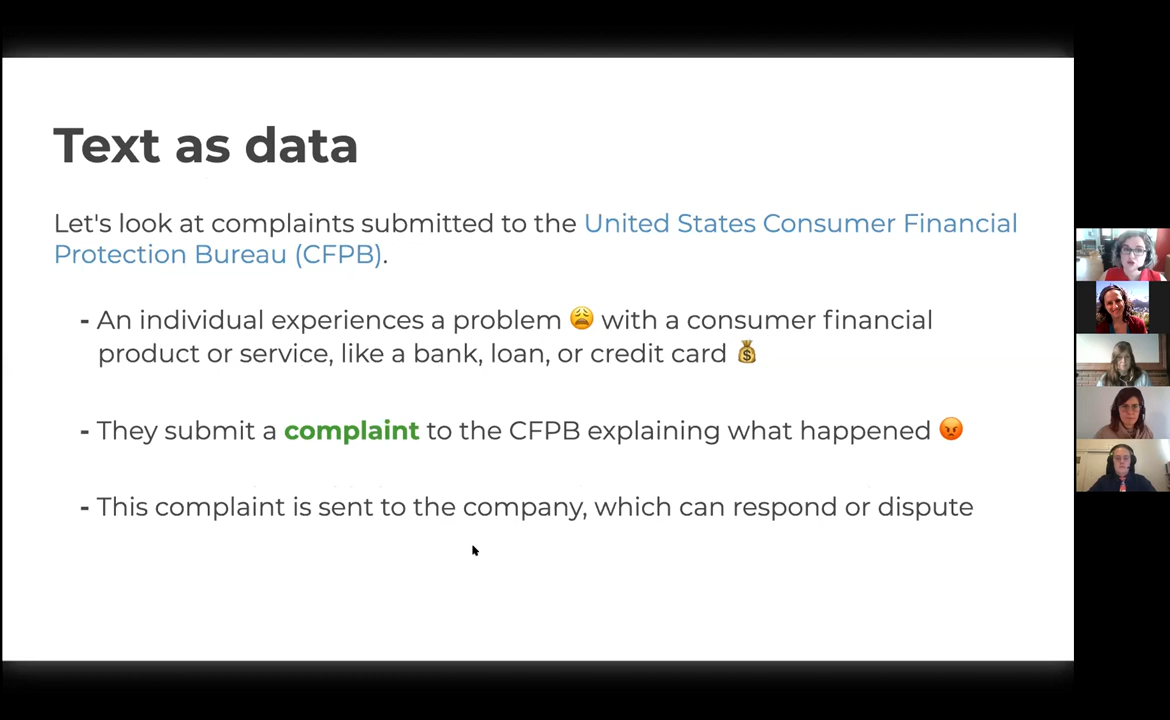 Text as data
Let's look at complaints submitted to the United States Consumer Financial
Protection Bureau (CFPB).
- An individual experiences a problem 😩 with a consumer financial
product or service, like a bank, loan, or credit card 💰
- They submit a complaint to the CFPB explaining what happened 😡
- This complaint is sent to the company, which can respond or dispute